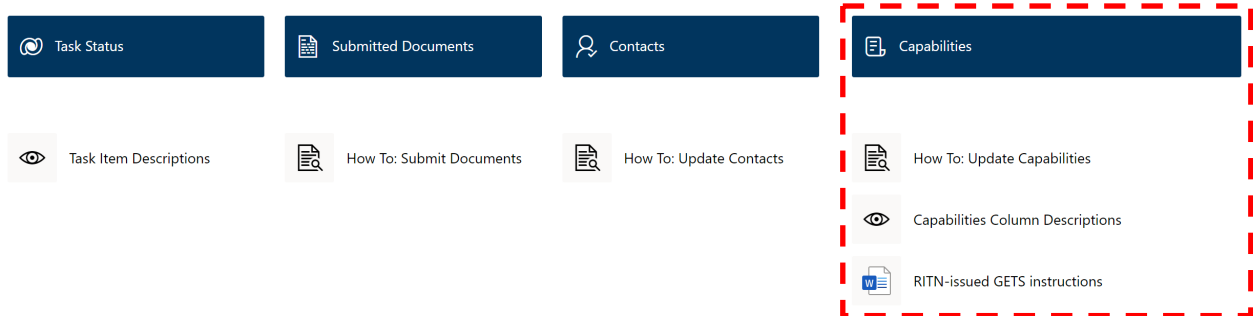 Task Status
Submitted Documents
Contacts
Capabilities
Task Item Descriptions
How To: Submit Documents
How To: Update Contacts
How To: Update Capabilities
Capabilities Column Descriptions
W
RITN-issued GETS instructions